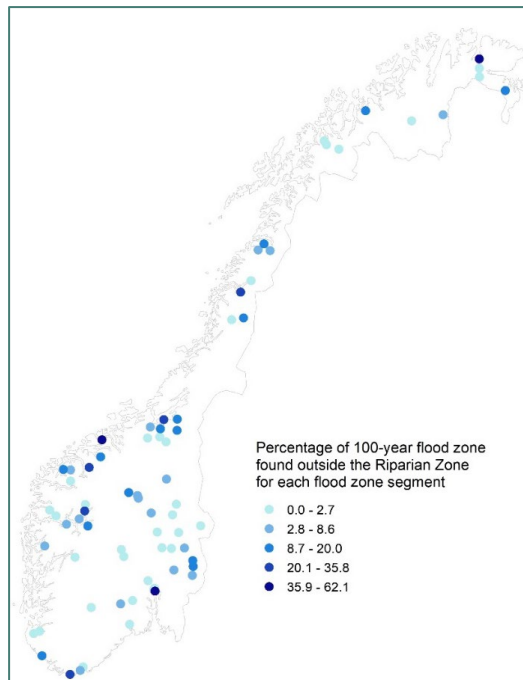 Percentage of 100-year flood zone
found outside the Riparian Zone
for each flood zone segment
0.0 - 2.7
2.8 - 8.6
8.7 - 20.0
20.1 - 35.8
35.9 - 62.1